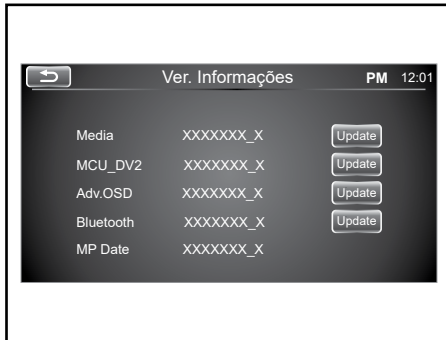 Ver. Informações PM 12:01
Media XXXXXXX_X Update
MCU_DV2 XXXXXXX_X Update
Adv.OSD XXXXXXX_X Update
Bluetooth XXXXXXX_X Update
MP Date XXXXXXX_X